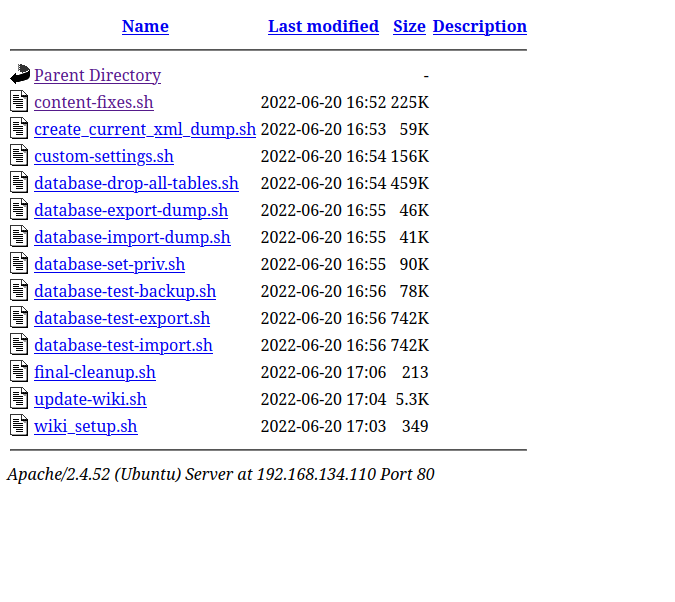 Name Last modified Size Description
Parent Directory -
content-fixes.sh 2022-06-20 16:52 225K
create_current_xml_dump.sh 2022-06-20 16:53 59K
custom-settings.sh 2022-06-20 16:54 156K
database-drop-all-tables.sh 2022-06-20 16:54 459K
database-export-dump.sh 2022-06-20 16:55 46K
database-import-dump.sh 2022-06-20 16:55 41K
database-set-priv.sh 2022-06-20 16:55 90K
database-test-backup.sh 2022-06-20 16:56 78K
database-test-export.sh 2022-06-20 16:56 742K
database-test-import.sh 2022-06-20 16:56 742K
final-cleanup.sh 2022-06-20 17:06 213
update-wiki.sh 2022-06-20 17:04 5.3K
wiki_setup.sh 2022-06-20 17:03 349
Apache/2.4.52 (Ubuntu) Server at 192.168.134.110 Port 80